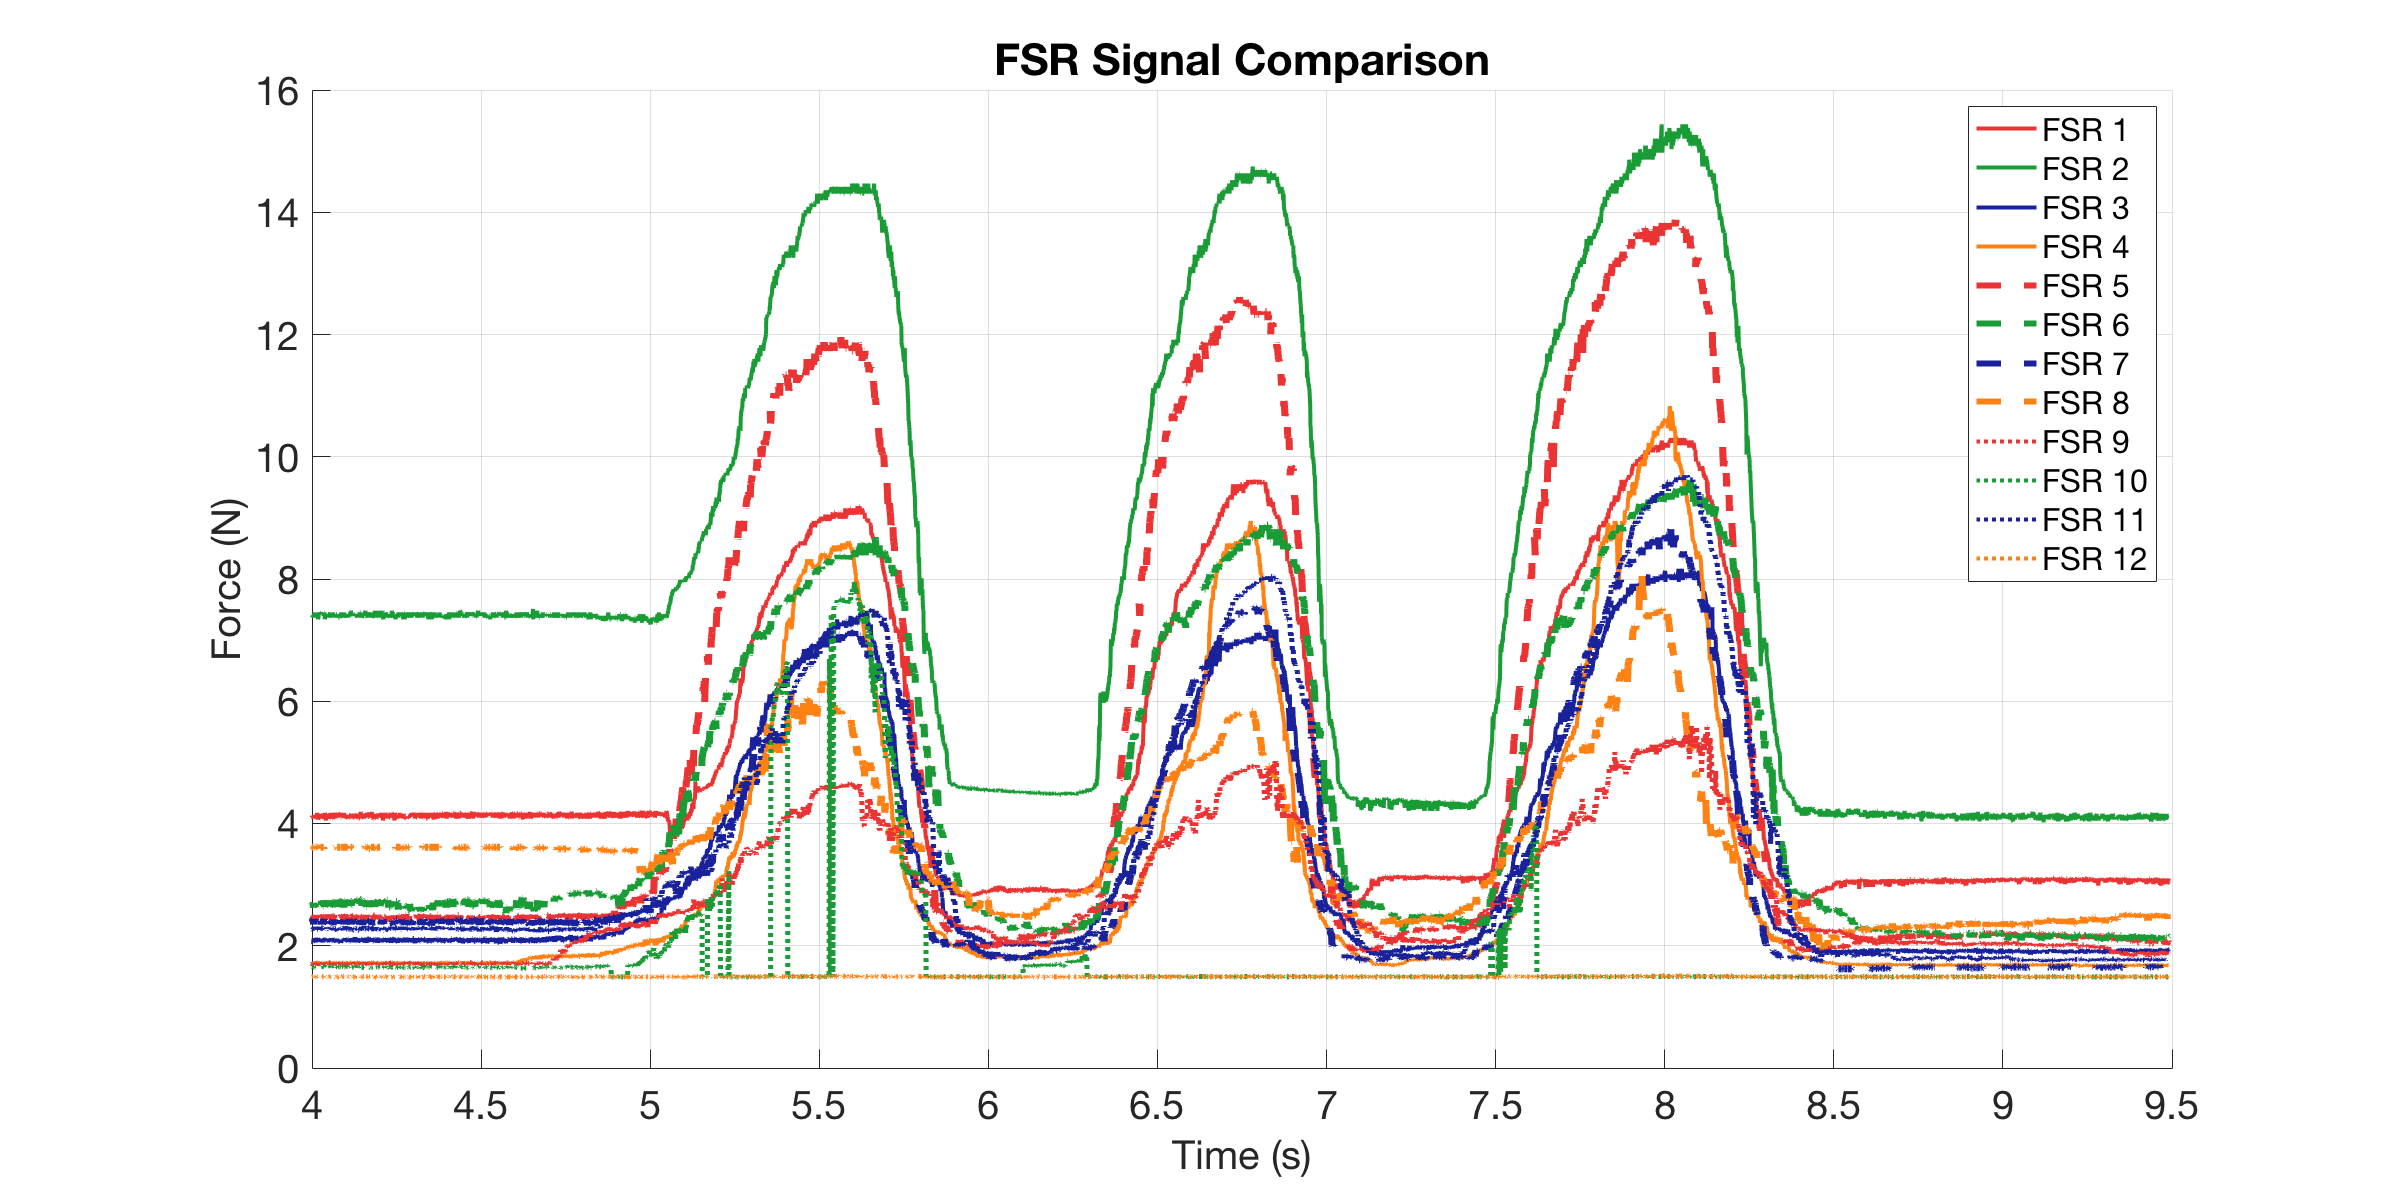 FSR Signal Comparison
16
14
12
10
8
6
4
2
0
Force (N)
FSR 1
FSR 2
FSR 3
FSR 4
FSR 5
FSR 6
FSR 7
FSR 8
FSR 9
FSR 10
FSR 11
FSR 12
4 4.5 5 5.5 6 6.5 7 7.5 8 8.5 9 9.5
Time (s)